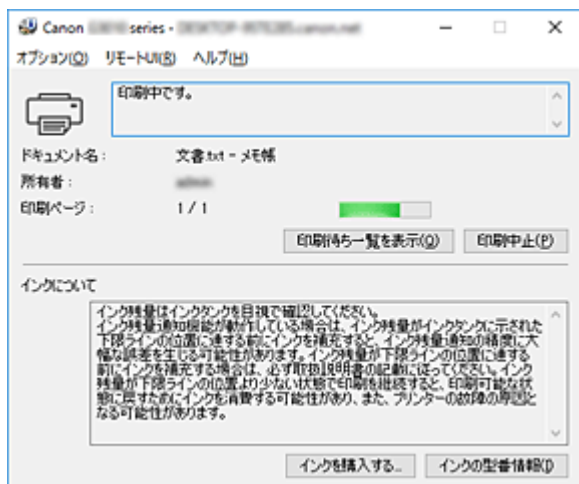 Canon series -
オプション(O) リモートUI(R) ヘルプ(H)
印刷中です。
ドキュメント名: 文書.txt - メモ帳
所有者:
印刷ページ: 1 / 1
印刷待ち一覧を表示(Q) 印刷中止(P)
インクについて
インク残量はインクタンクを目視で確認してください。
インク残量通知機能が動作している場合は、インク残量がインクタンクに示された
下限ラインの位置に達する前にインクを補充すると、インク残量通知の精度に大
幅な誤差を生じる可能性があります。インク残量が下限ラインの位置に達する
前にインクを補充する場合は、必ず取扱説明書の記載に従ってください。インク
残量が下限ラインの位置より少ない状態で印刷を継続すると、印刷可能な状
態に戻すためにインクを消費する可能性があり、また、プリンターの故障の原因と
なる可能性があります。
インクを購入する... インクの型番情報(I)